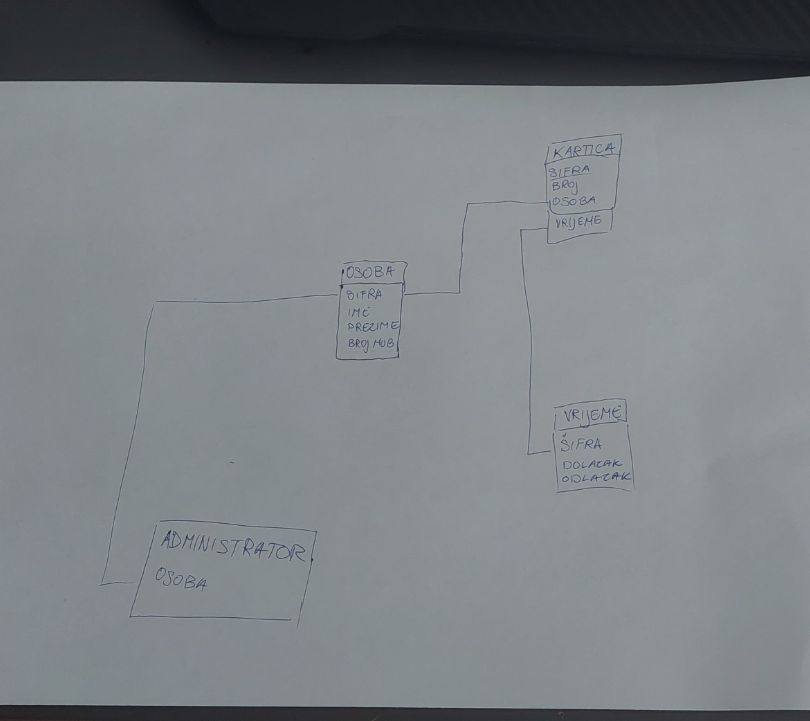 KARTICA
ŠIFRA
BROJ
OSOBA
VRIJEME
OSOBA
ŠIFRA
IME
PREZIME
BROJ MOB
VRIJEME
ŠIFRA
DOLAZAK
ODLAZAK
ADMINISTRATOR
OSOBA